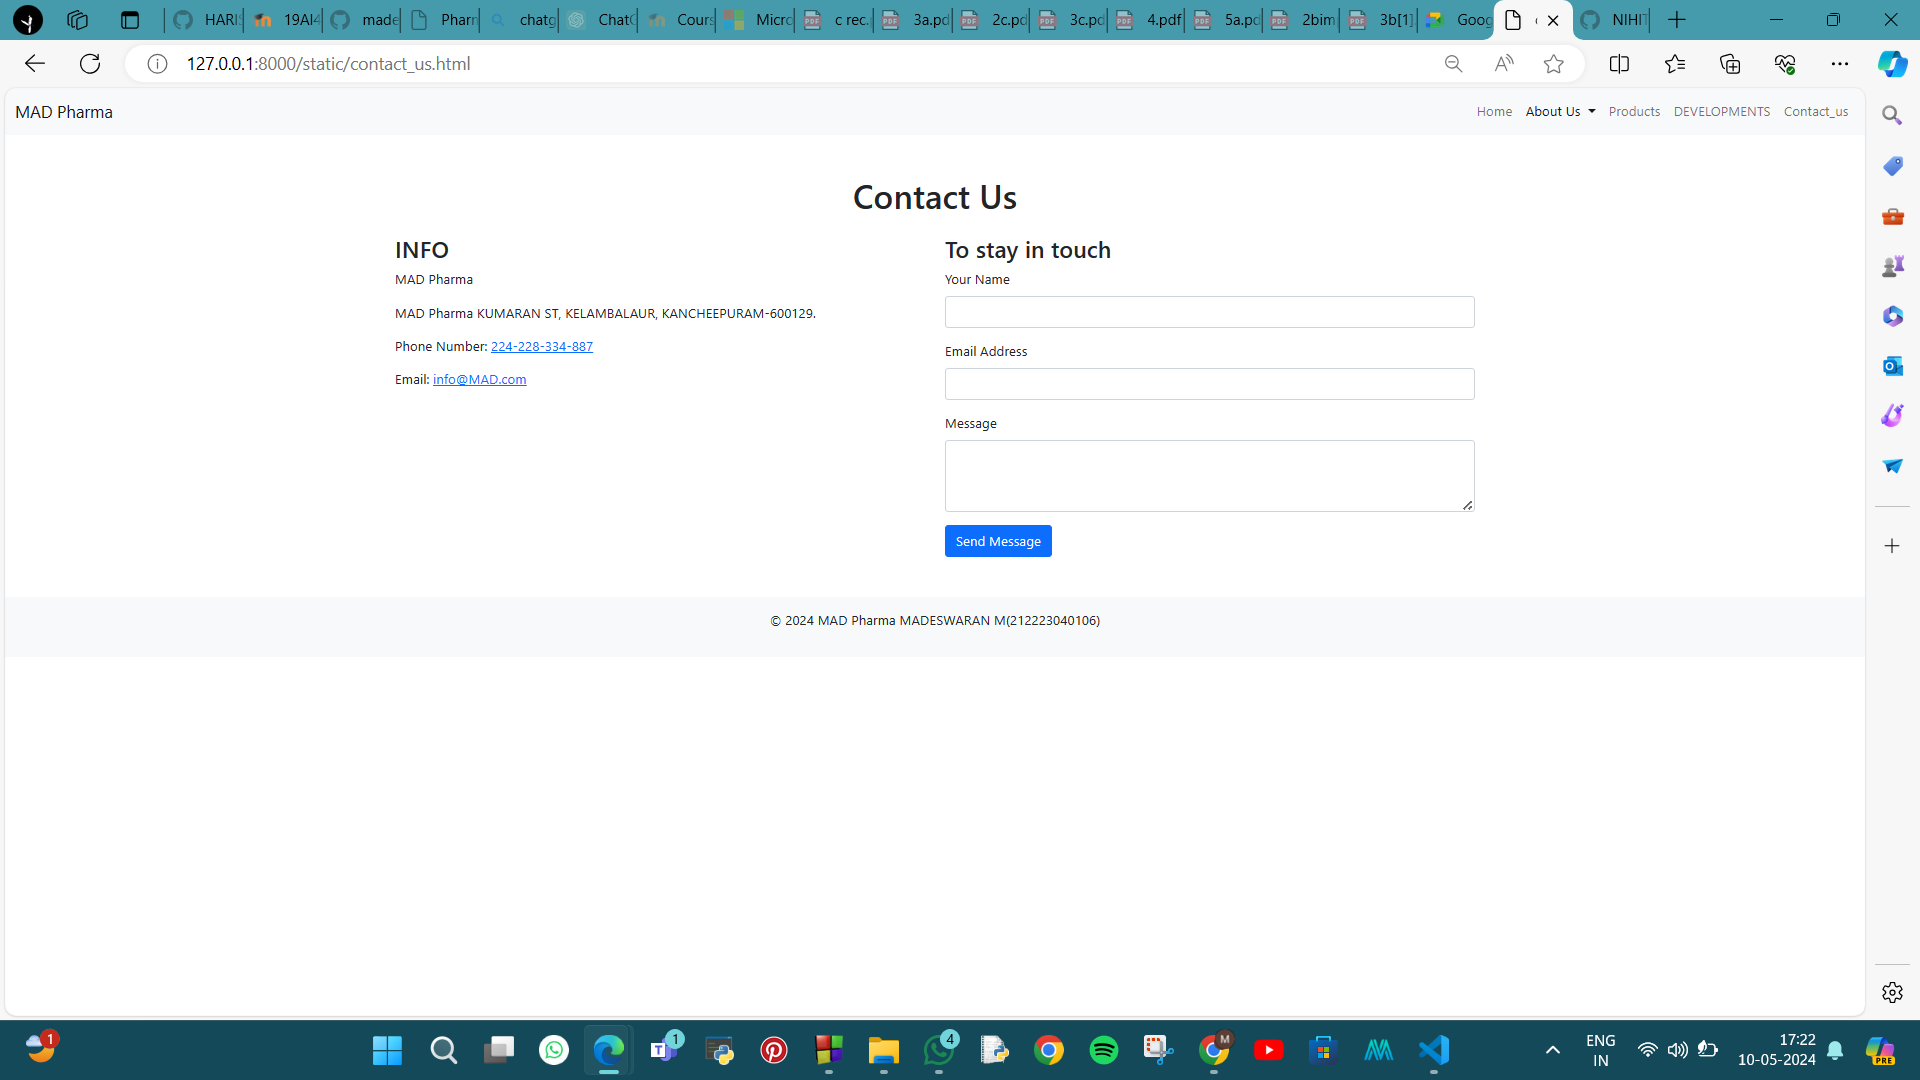 HARIS 19AI4 made Pharm chatg ChatG Cours Micro c rec. 3a.pd 2c.pd 3c.pd 4.pdf 5a.pd 2bim 3b[1]. Goog NIHIT
127.0.0.1:8000/static/contact_us.html
MAD Pharma Home About Us Products DEVELOPMENTS Contact_us
Contact Us
INFO
MAD Pharma
MAD Pharma KUMARAN ST, KELAMBALAUR, KANCHEEPURAM-600129.
Phone Number: 224-228-334-887
Email: info@MAD.com
To stay in touch
Your Name
Email Address
Message
Send Message
© 2024 MAD Pharma MADESWARAN M(212223040106)
1
1
4
M
ENG
IN
17:22
10-05-2024
PRE